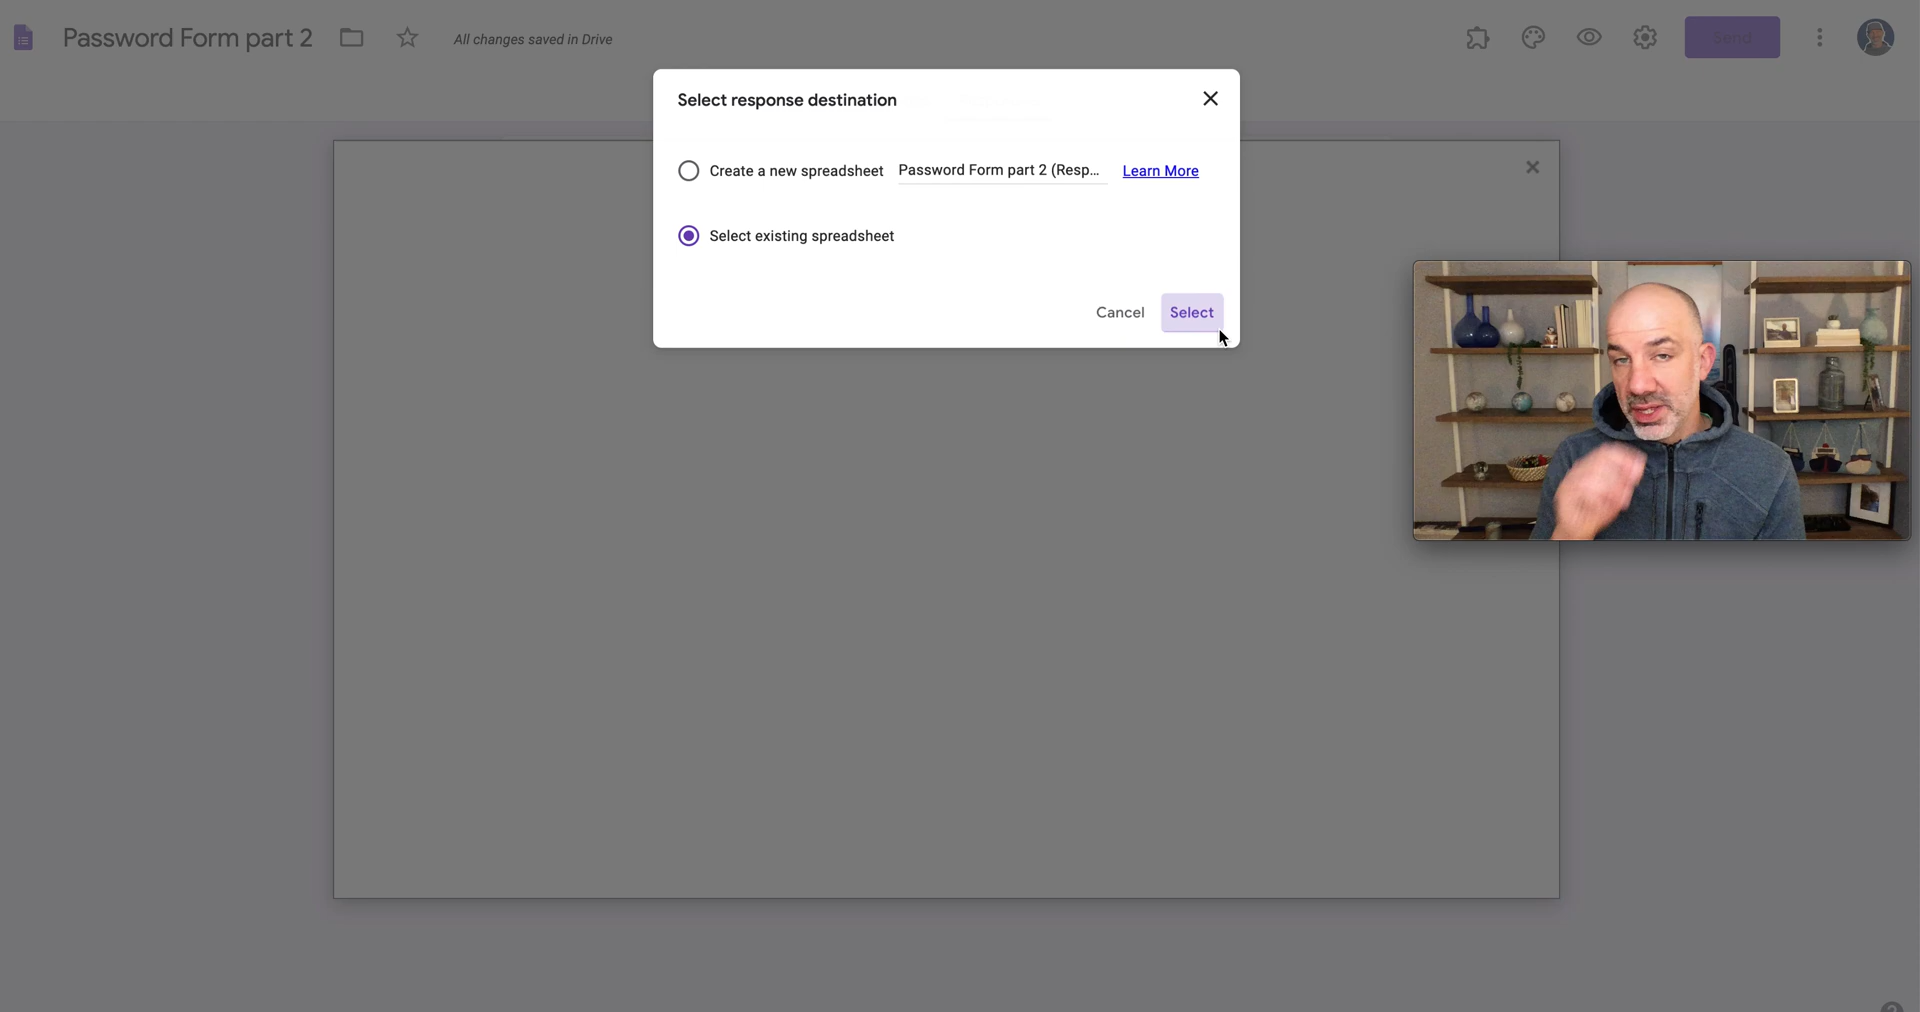 Password Form part 2
All changes saved in Drive
Send
Select response destination
Create a new spreadsheet
Password Form part 2 (Resp...
Learn More
Select existing spreadsheet
Cancel
Select